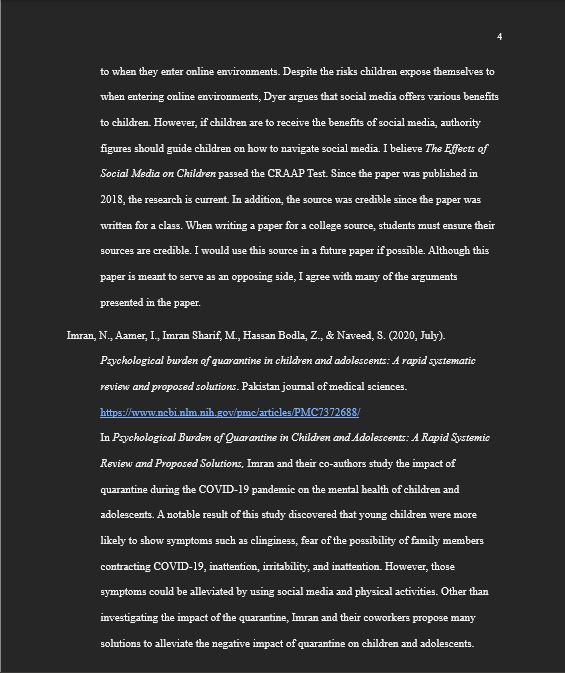 4
to when they enter online environments. Despite the risks children expose themselves to
when entering online environments, Dyer argues that social media offers various benefits
to children. However, if children are to receive the benefits of social media, authority
figures should guide children on how to navigate social media. I believe The Effects of
Social Media on Children passed the CRAAP Test. Since the paper was published in
2018, the research is current. In addition, the source was credible since the paper was
written for a class. When writing a paper for a college source, students must ensure their
sources are credible. I would use this source in a future paper if possible. Although this
paper is meant to serve as an opposing side, I agree with many of the arguments
presented in the paper.
Imran, N., Aamer, I., Imran Sharif, M., Hassan Bodla, Z., & Naveed, S. (2020, July).
Psychological burden of quarantine in children and adolescents: A rapid systematic
review and proposed solutions. Pakistan journal of medical sciences.
https://www.ncbi.nlm.nih.gov/pmc/articles/PMC7372688/
In Psychological Burden of Quarantine in Children and Adolescents: A Rapid Systemic
Review and Proposed Solutions, Imran and their co-authors study the impact of
quarantine during the COVID-19 pandemic on the mental health of children and
adolescents. A notable result of this study discovered that young children were more
likely to show symptoms such as clinginess, fear of the possibility of family members
contracting COVID-19, inattention, irritability, and inattention. However, those
symptoms could be alleviated by using social media and physical activities. Other than
investigating the impact of the quarantine, Imran and their coworkers propose many
solutions to alleviate the negative impact of quarantine on children and adolescents.